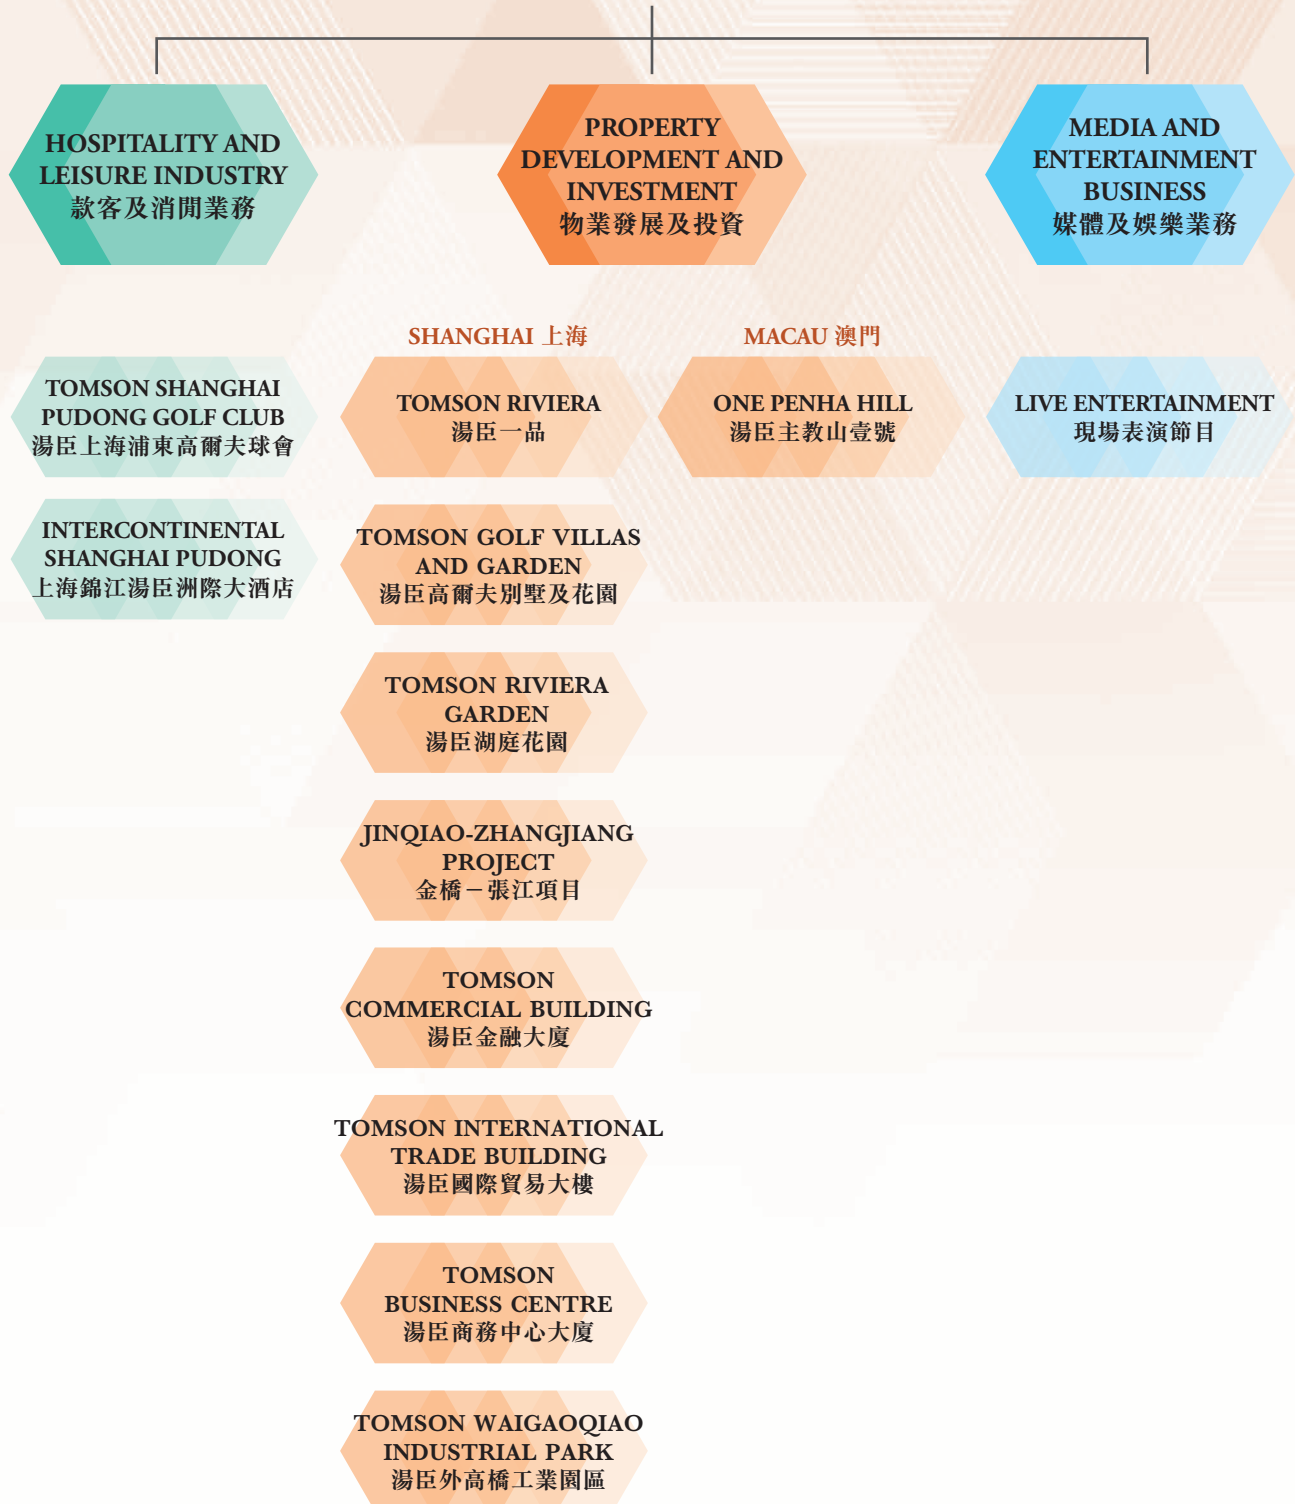 HOSPITALITY AND
LEISURE INDUSTRY
款客及消閒業務
PROPERTY
DEVELOPMENT AND
INVESTMENT
物業發展及投資
MEDIA AND
ENTERTAINMENT
BUSINESS
媒體及娛樂業務
TOMSON SHANGHAI
PUDONG GOLF CLUB
湯臣上海浦東高爾夫球會
INTERCONTINENTAL
SHANGHAI PUDONG
上海錦江湯臣洲際大酒店
SHANGHAI 上海
TOMSON RIVIERA
湯臣一品
TOMSON GOLF VILLAS
AND GARDEN
湯臣高爾夫別墅及花園
TOMSON RIVIERA
GARDEN
湯臣湖庭花園
JINQIAO-ZHANGJIANG
PROJECT
金橋－張江項目
TOMSON
COMMERCIAL BUILDING
湯臣金融大廈
TOMSON INTERNATIONAL
TRADE BUILDING
湯臣國際貿易大樓
TOMSON
BUSINESS CENTRE
湯臣商務中心大廈
TOMSON WAIGAOQIAO
INDUSTRIAL PARK
湯臣外高橋工業園區
MACAU 澳門
ONE PENHA HILL
湯臣主教山壹號
LIVE ENTERTAINMENT
現場表演節目